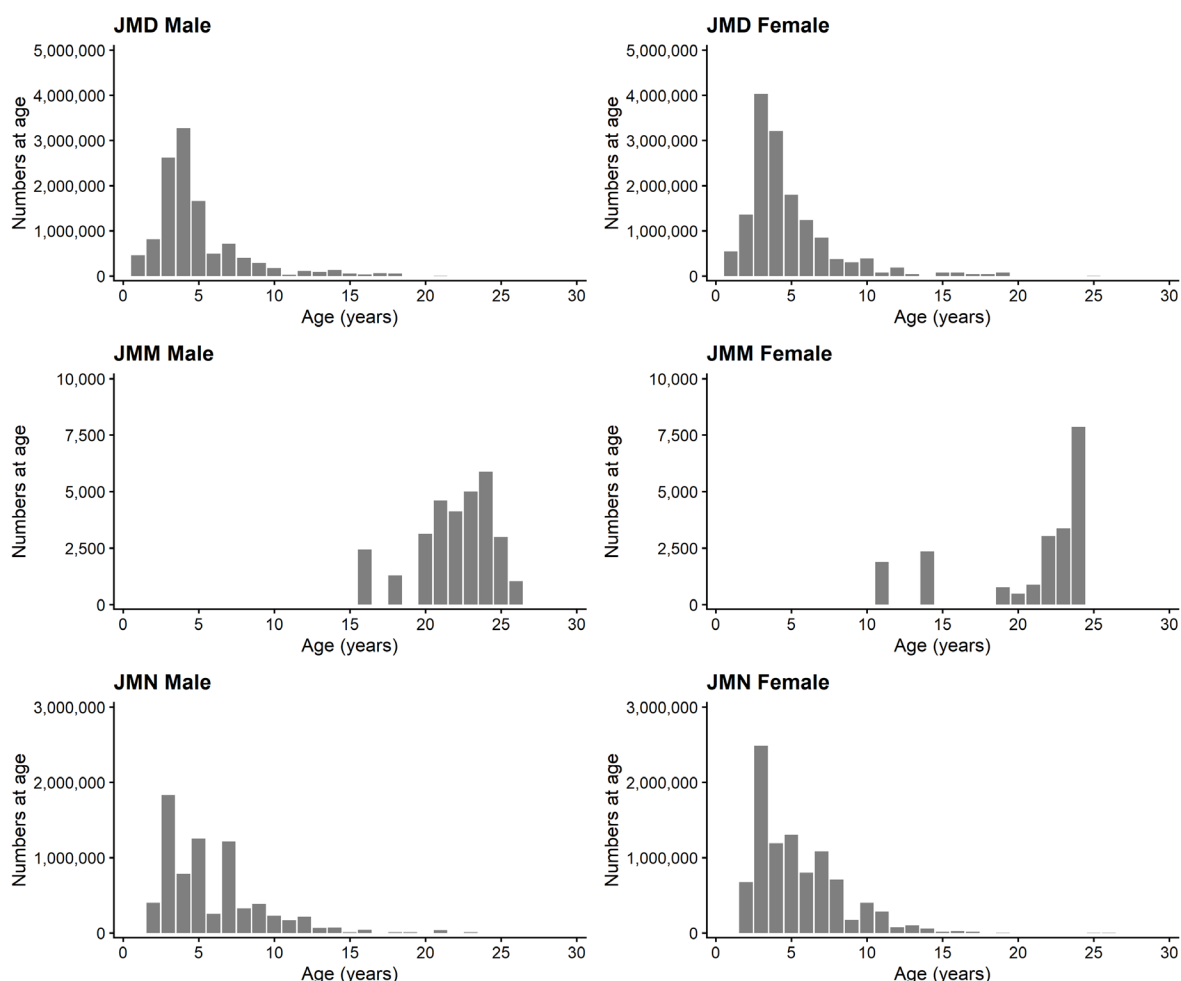 JMD Male
5,000,000
4,000,000
3,000,000
2,000,000
1,000,000
0
Numbers at age
0 5 10 15 20 25 30
Age (years)
JMD Female
5,000,000
4,000,000
3,000,000
2,000,000
1,000,000
0
Numbers at age
0 5 10 15 20 25 30
Age (years)
JMM Male
10,000
7,500
5,000
2,500
0
Numbers at age
0 5 10 15 20 25 30
Age (years)
JMM Female
10,000
7,500
5,000
2,500
0
Numbers at age
0 5 10 15 20 25 30
Age (years)
JMN Male
3,000,000
2,000,000
1,000,000
0
Numbers at age
0 5 10 15 20 25 30
Age (years)
JMN Female
3,000,000
2,000,000
1,000,000
0
Numbers at age
0 5 10 15 20 25 30
Age (years)